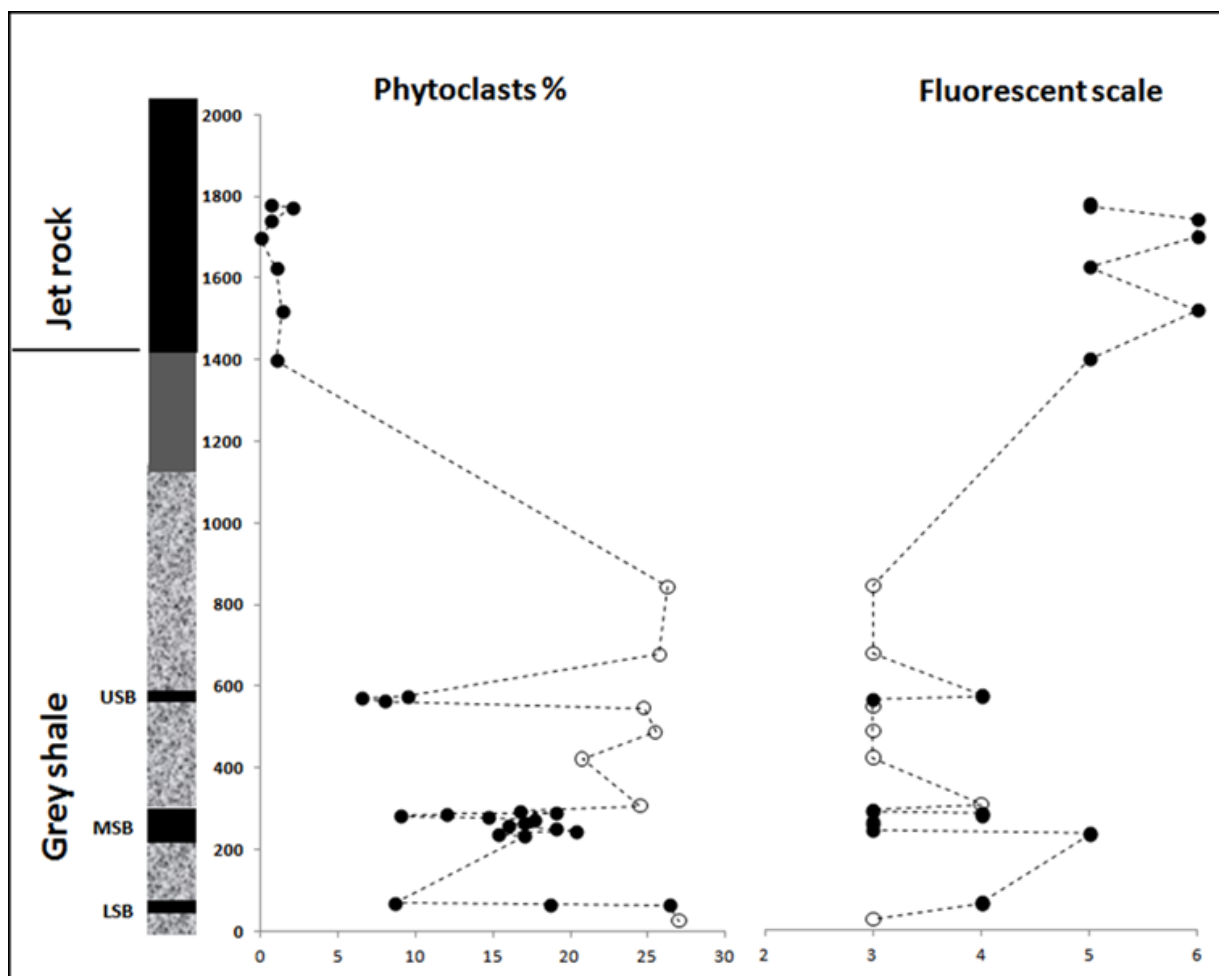 Phytoclasts %
Fluorescent scale
Jet rock
Grey shale
USB
MSB
LSB
2000
1800
1600
1400
1200
1000
800
600
400
200
0
0 5 10 15 20 25 30
2 3 4 5 6